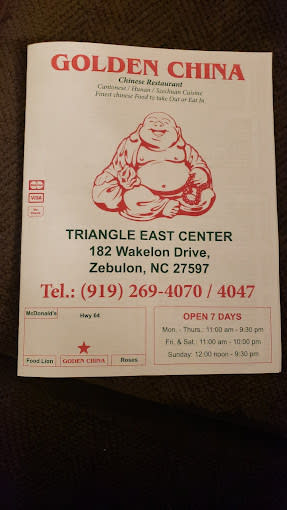 GOLDEN CHINA
Chinese Restaurant
Cantonese / Hunan / Szechuan Cuisine
Finest chinese Food to take Out or Eat In.
VISA
TRIANGLE EAST CENTER
182 Wakelon Drive,
Zebulon, NC 27597
Tel.: (919) 269-4070 / 4047
McDonald's
Hwy 64
Food Lion
GODEN CHINA
Roses
OPEN 7 DAYS
Mon. - Thurs.: 11:00 am - 9:30 pm
Fri. & Sat.: 11:00 am - 10:00 pm
Sunday: 12:00 noon - 9:30 pm